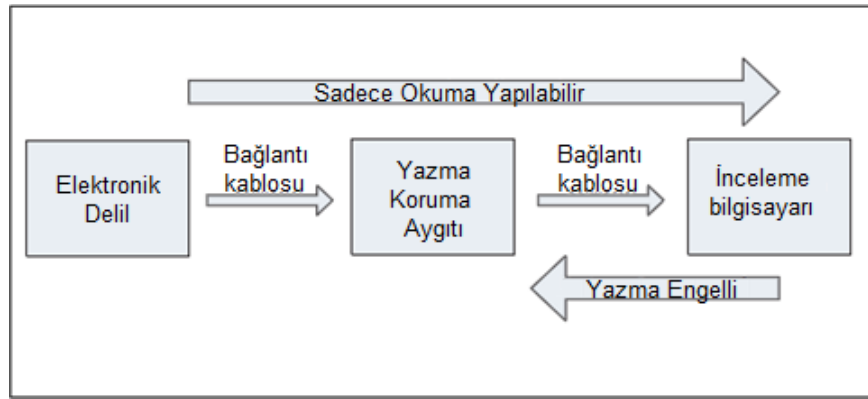 Sadece Okuma Yapılabilir
Elektronik
Delil
Bağlantı
kablosu
Yazma
Koruma
Aygıtı
Bağlantı
kablosu
İnceleme
bilgisayarı
Yazma Engelli